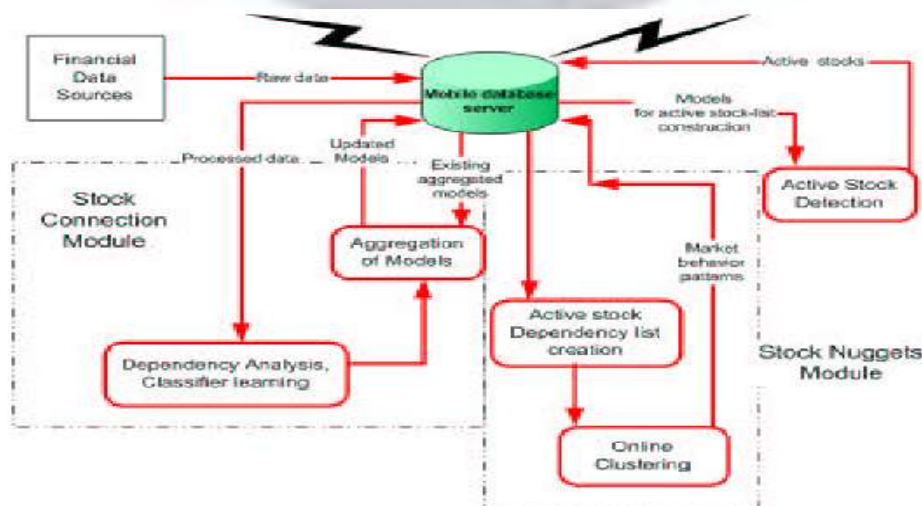 Financial
Data
Sources
Raw data
Mobile database
server
Active stocks
Models
for active stock-list
construction
Processed data
Updated
Models
Existing
aggregated
models
Active Stock
Detection
Stock
Connection
Module
Aggregation
of Models
Market
behavior
patterns
Active stock
Dependency list
creation
Dependency Analysis,
Classifier learning
Stock Nuggets
Module
Online
Clustering